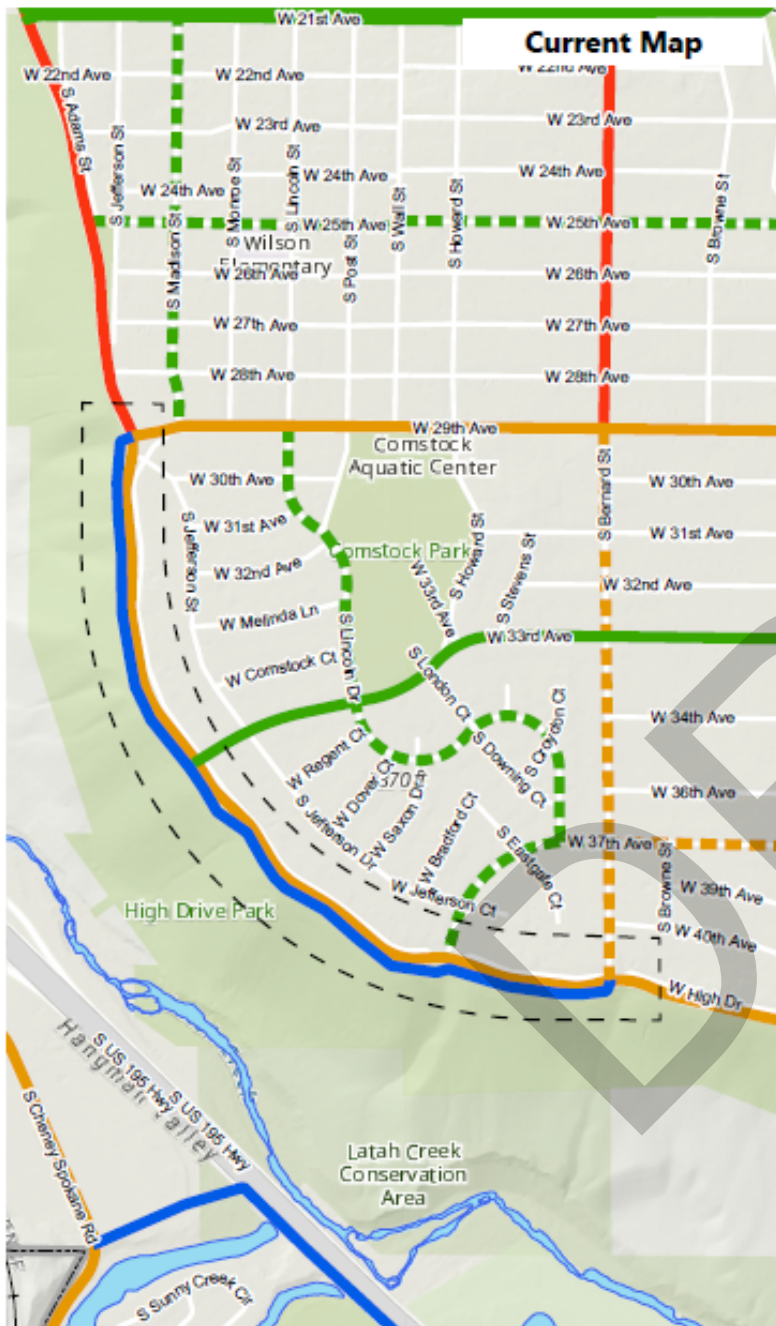 W 21st Ave
Current Map
W 22nd Ave
W 22nd Ave
W 22nd Ave
S Adams St
S Jefferson St
W 23rd Ave
W 23rd Ave
S Monroe St
S Lincoln St
W 24th Ave
W 24th Ave
W 24th Ave
S Madison St
S Wall St
S Howard St
S Browne St
W 25th Ave
W 25th Ave
Wilson
Elementary
S Post St
W 26th Ave
W 26th Ave
W 27th Ave
W 27th Ave
W 28th Ave
W 28th Ave
W 29th Ave
Comstock
Aquatic Center
S Bernard St
W 30th Ave
W 30th Ave
S Jefferson St
W 31st Ave
W 31st Ave
Comstock Park
S Howard St
S Stevens St
W 32nd Ave
W 33rd Ave
W 32nd Ave
W Melinda Ln
S Lincoln Dr
W 33rd Ave
W Comstock Ct
S London Ct
W 34th Ave
W Regent Ct
S Croydon Ct
S Downing Ct
W Dover Ct
370
W Saxon Dr
W 36th Ave
S Jefferson Dr
W Bradford Ct
S Eastgate Ct
W 37th Ave
S Browne St
W Jefferson Ct
W 39th Ave
High Drive Park
W 40th Ave
W High Dr
Hangman Valley
S US 195 Hwy
S US 195 Hwy
S Cheney Spokane Rd
Latah Creek
Conservation
Area
S Sunny Creek Cir